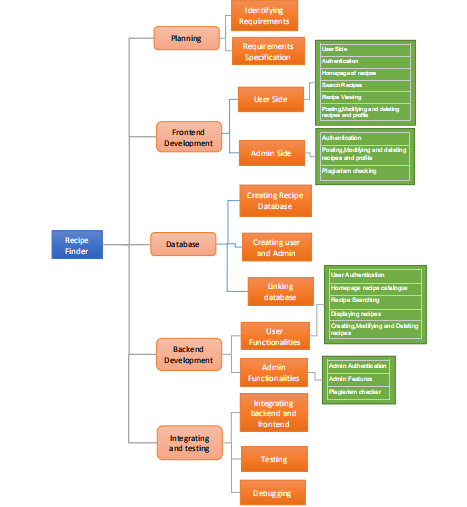 Identifying
Requirements
Planning
Requirements
Specification
User Side
Authentication
Homepage of recipes
Search Recipes
Recipe Viewing
Posting,Modifying and deleting
recipes and profile
User Side
Frontend
Development
Admin Side
Authentication
Posting,Modifying and deleting
recipes and profile
Plagiarism checking
Creating Recipe
Database
Recipe
Finder
Database
Creating user
and Admin
Linking
database
User Authentication
Homepage recipe catalogue
Recipe Searching
Displaying recipes
Creating,Modifying and Deleting
recipes
User
Functionalities
Backend
Development
Admin
Functionalities
Admin Authentication
Admin Features
Plagiarism checker
Integrating
backend and
frontend
Integrating
and testing
Testing
Debugging